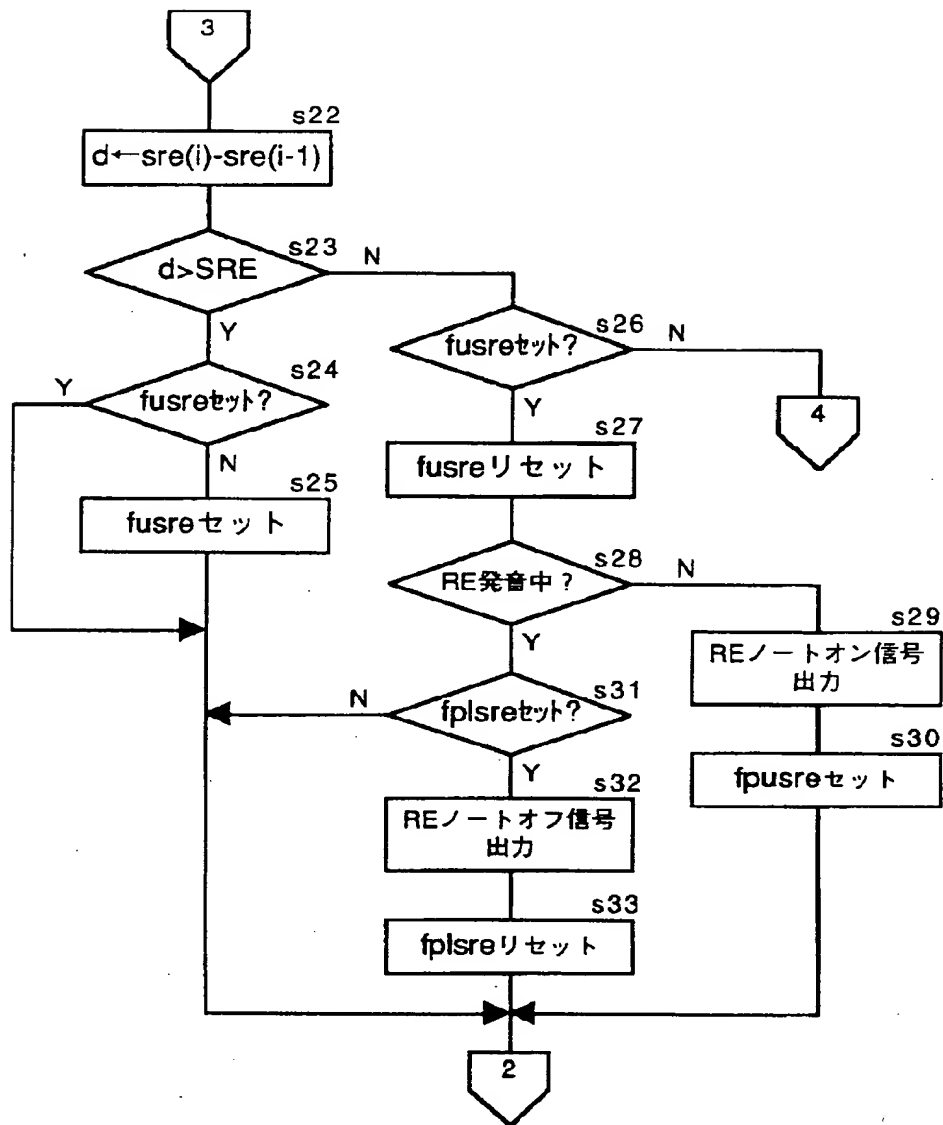 3
s22
d←sre(i)-sre(i-1)
s23
d>SRE
N
Y
s24
fusreセット?
Y
N
s25
fusreセット
s26
fusreセット?
N
Y
4
s27
fusreリセット
s28
RE発音中?
N
Y
s29
REノートオン信号
出力
s30
fpusreセット
s31
fplsreセット?
N
Y
s32
REノートオフ信号
出力
s33
fplsreリセット
2